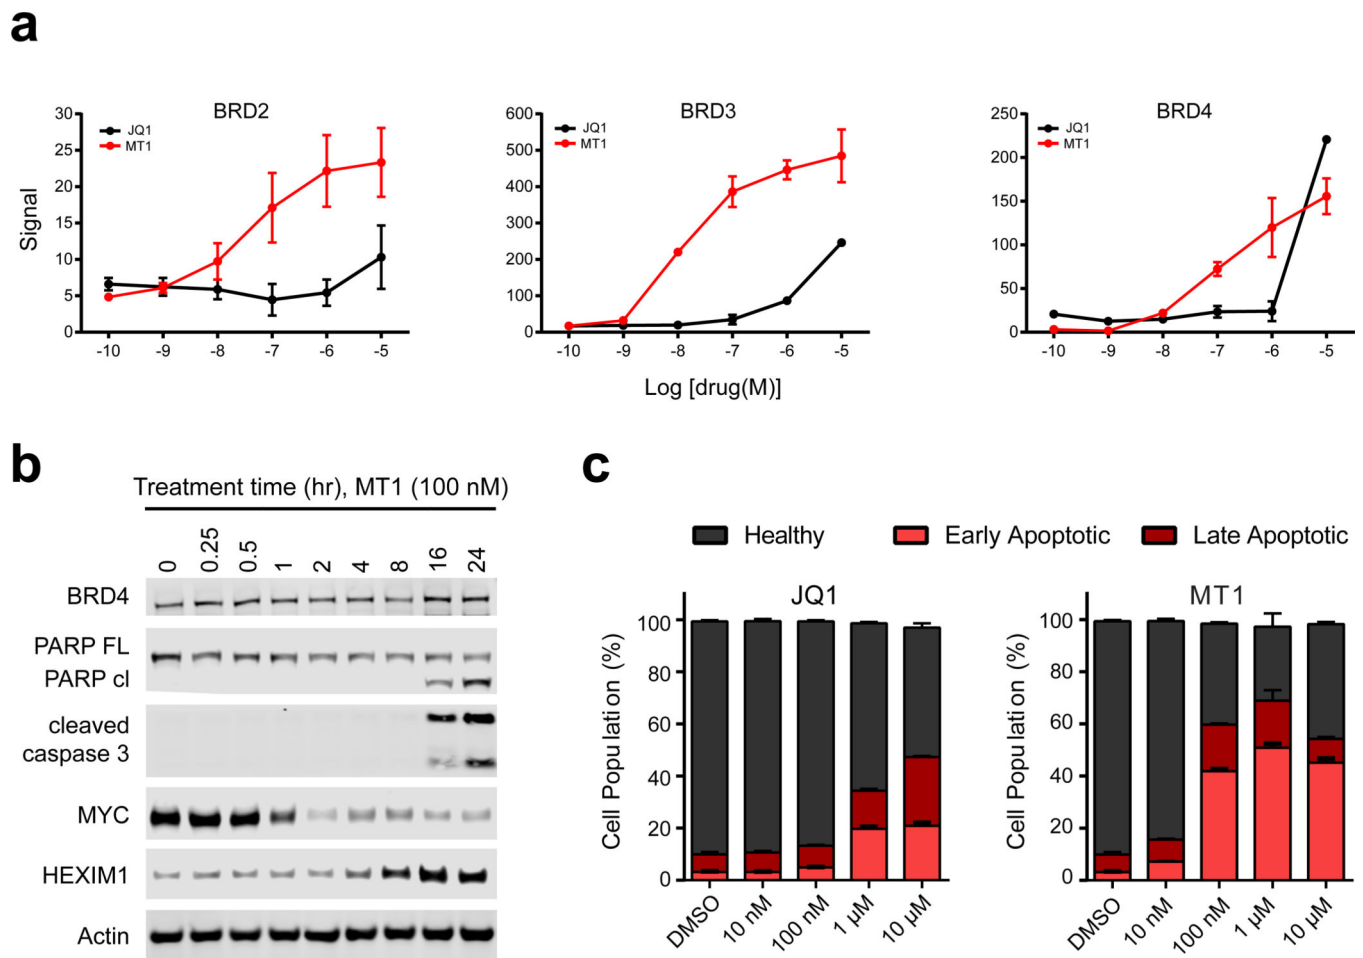 a
BRD2
BRD3
BRD4
JQ1
MT1
JQ1
MT1
JQ1
MT1
Signal
30
25
20
15
10
5
0
600
500
400
300
200
100
0
250
200
150
100
50
0
-10 -9 -8 -7 -6 -5
-10 -9 -8 -7 -6 -5
-10 -9 -8 -7 -6 -5
Log [drug(M)]
b
Treatment time (hr), MT1 (100 nM)
0 0.25 0.5 1 2 4 8 16 24
BRD4
PARP FL
PARP cl
cleaved
caspase 3
MYC
HEXIM1
Actin
c
Healthy Early Apoptotic Late Apoptotic
JQ1
Cell Population (%)
100
80
60
40
20
0
DMSO 10 nM 100 nM 1 μM 10 μM
MT1
Cell Population (%)
100
80
60
40
20
0
DMSO 10 nM 100 nM 1 μM 10 μM